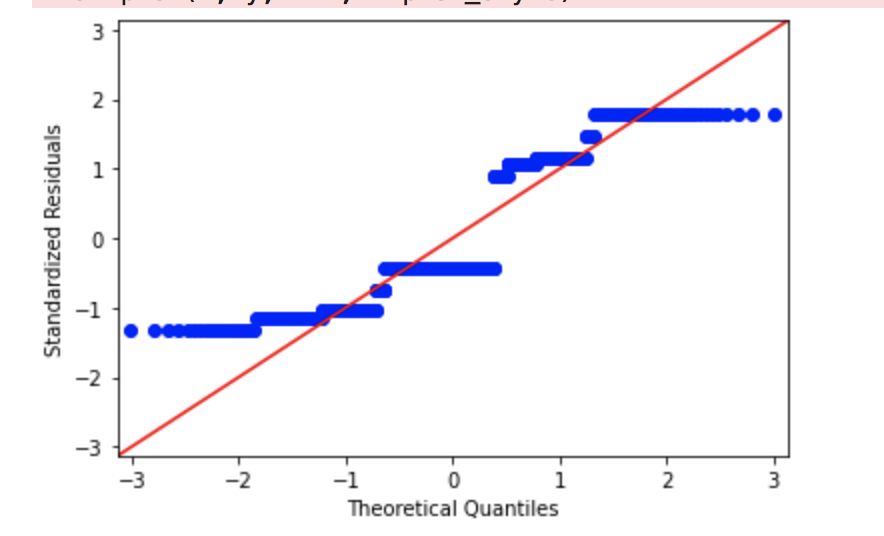 3
2
1
0
−1
−2
−3
Standardized Residuals
−3 −2 −1 0 1 2 3
Theoretical Quantiles